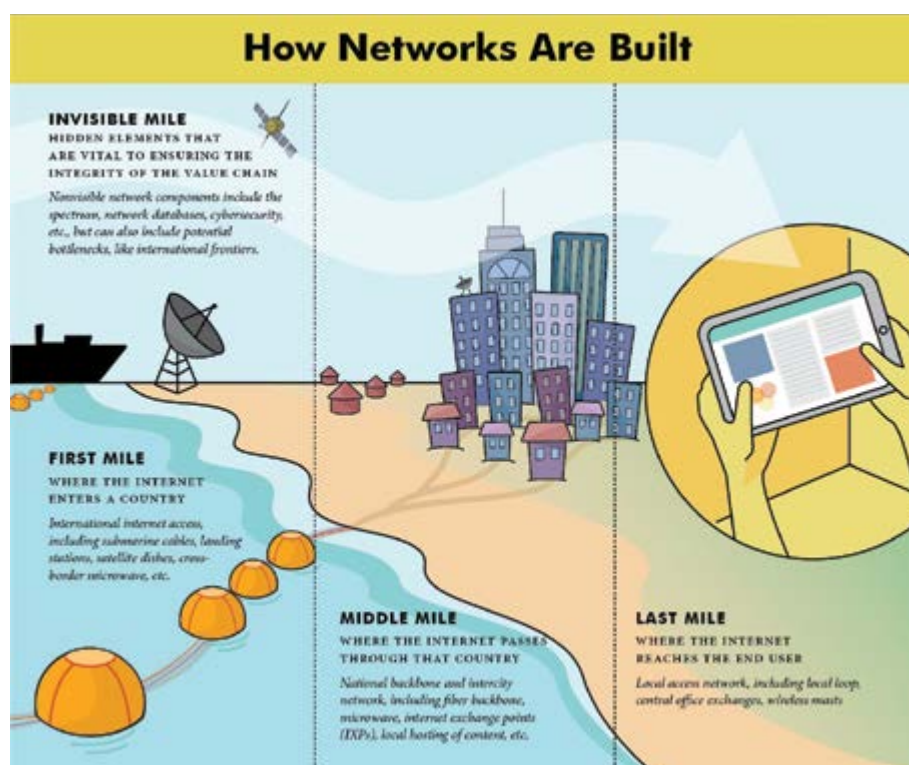 How Networks Are Built
INVISIBLE MILE
HIDDEN ELEMENTS THAT
ARE VITAL TO ENSURING THE
INTEGRITY OF THE VALUE CHAIN
Nonvisible network components include the
spectrum, network databases, cybersecurity,
etc., but can also include potential
bottlenecks, like international frontiers.
FIRST MILE
WHERE THE INTERNET
ENTERS A COUNTRY
International internet access,
including submarine cables, landing
stations, satellite dishes, cross-
border microwave, etc.
MIDDLE MILE
WHERE THE INTERNET PASSES
THROUGH THAT COUNTRY
National backbone and intercity
network, including fiber backbone,
microwave, internet exchange points
(IXPs), local hosting of content, etc.
LAST MILE
WHERE THE INTERNET
REACHES THE END USER
Local access network, including local loop,
central office exchanges, wireless masts